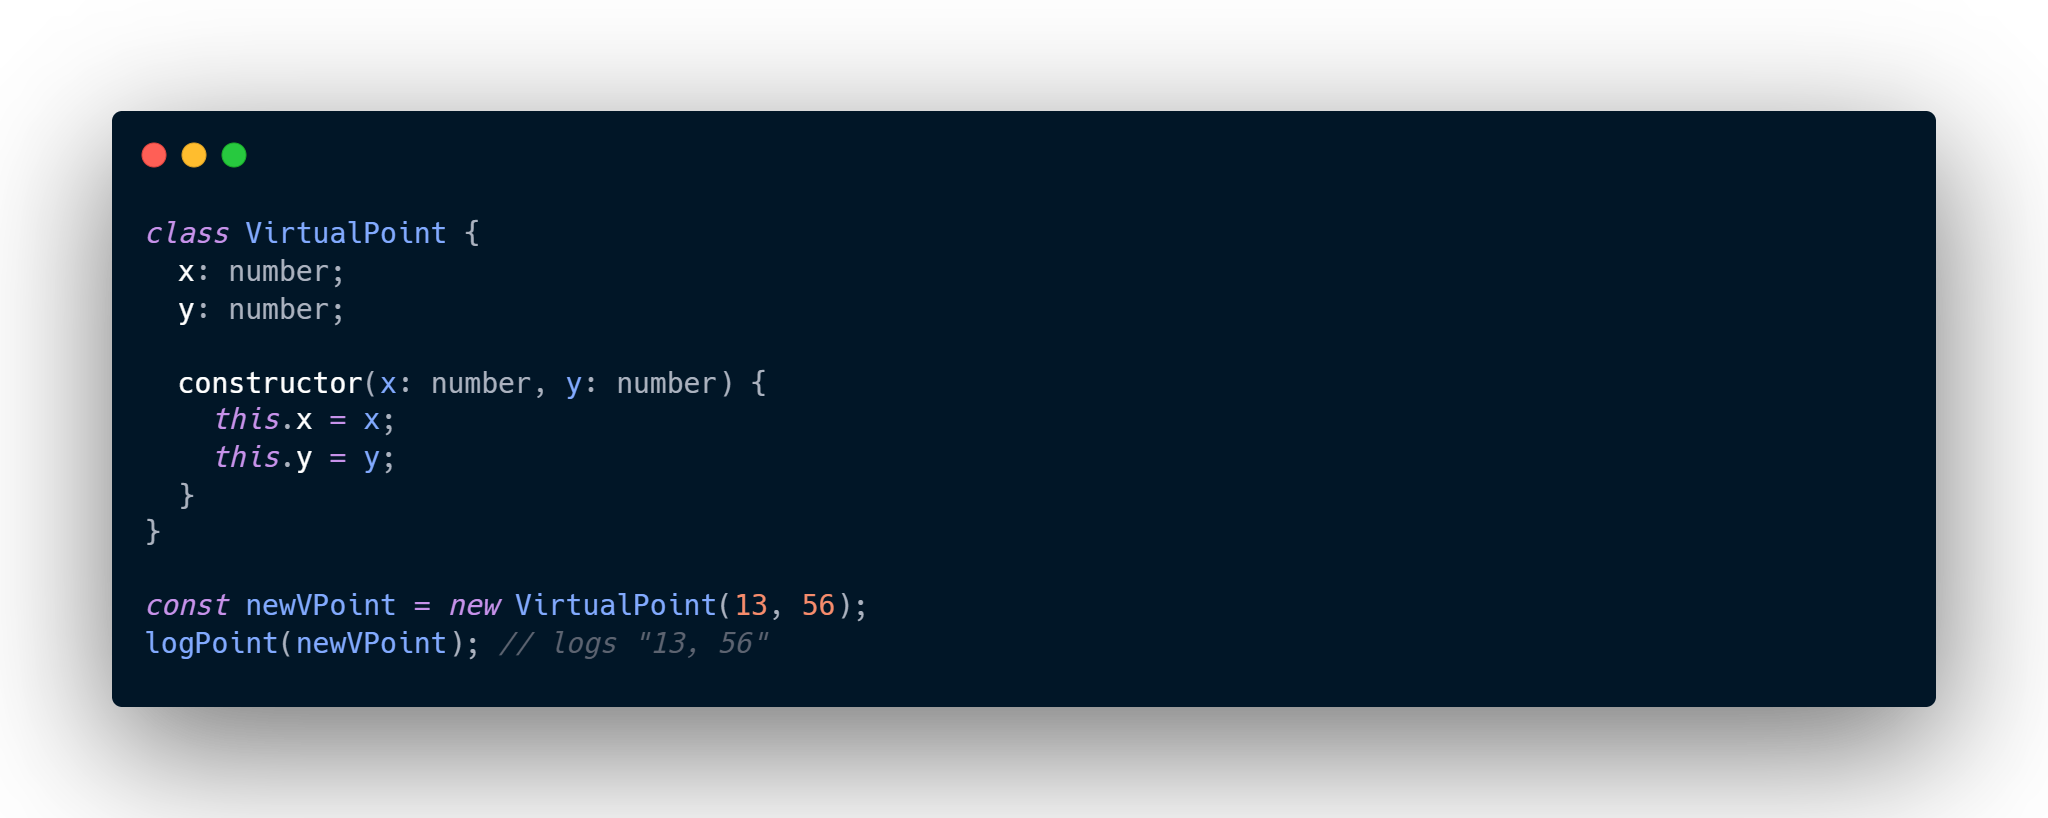 class VirtualPoint {
  x: number;
  y: number;

  constructor(x: number, y: number) {
    this.x = x;
    this.y = y;
  }
}

const newVPoint = new VirtualPoint(13, 56);
logPoint(newVPoint); // logs "13, 56"